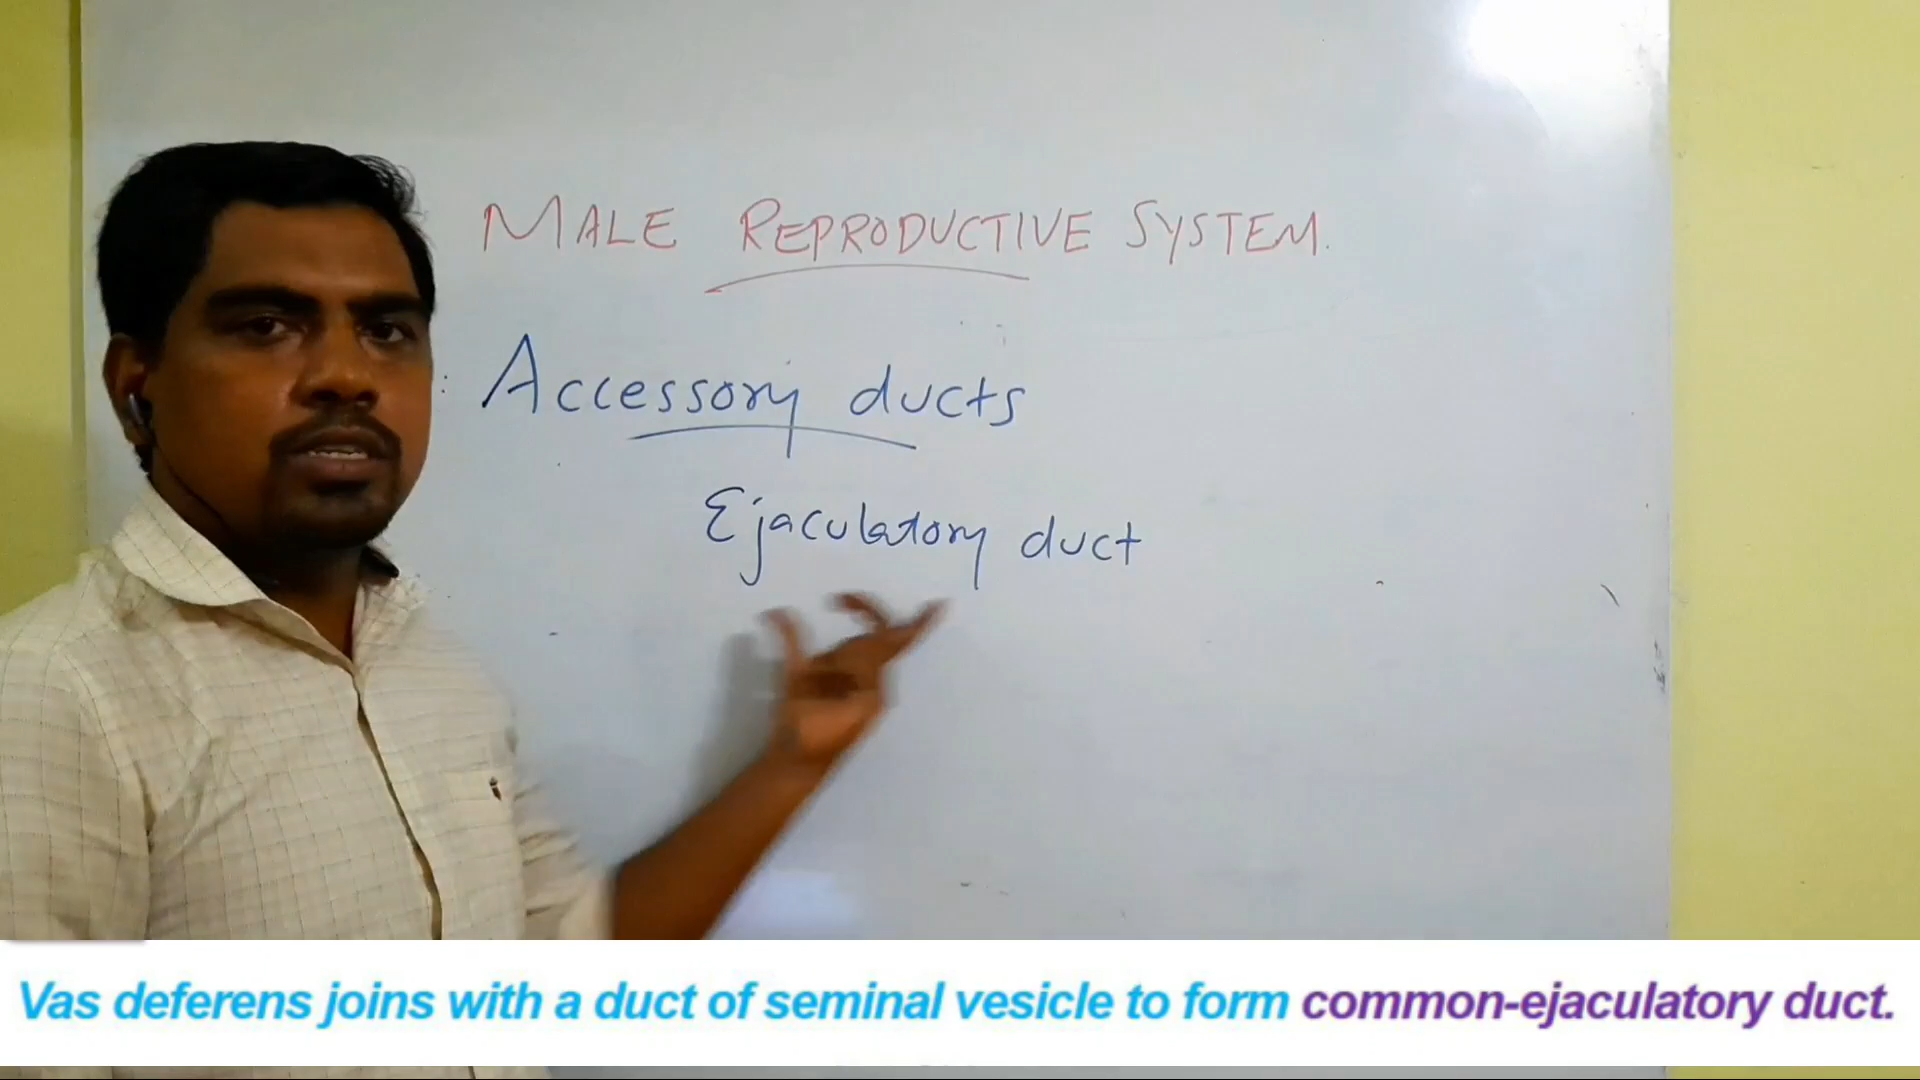 MALE REPRODUCTIVE SYSTEM.
Accessory ducts
Ejaculatory duct
Vas deferens joins with a duct of seminal vesicle to form common-ejaculatory duct.